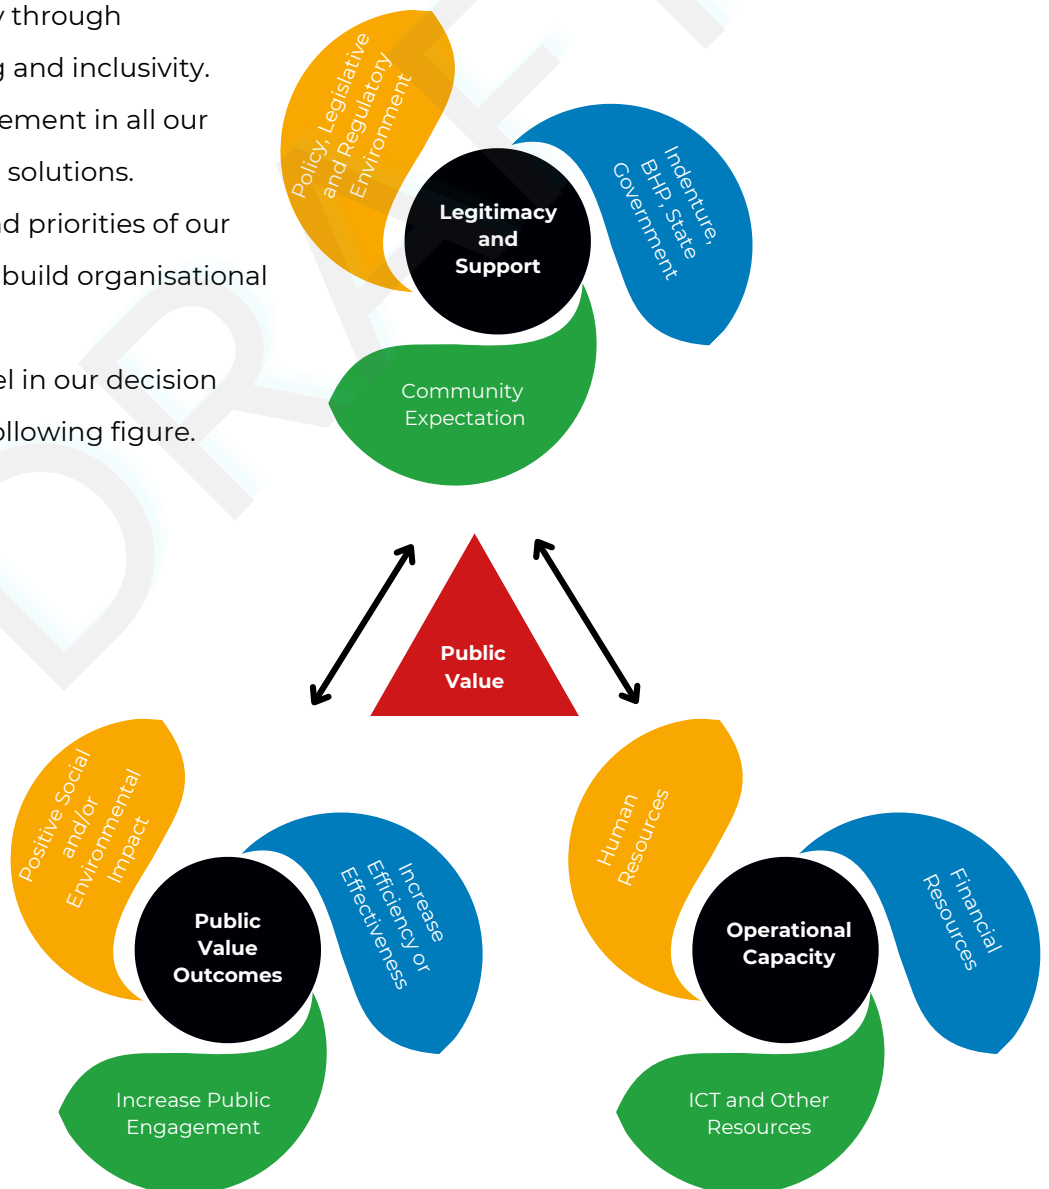 through
and inclusivity.
ement in all our
solutions.
d priorities of our
build organisational
el in our decision
ollowing figure.
DRAFT
Policy, Legislative
and Regulatory
Environment
Legitimacy
and
Support
Indenture,
BHP, State
Government
Community
Expectation
Public
Value
Positive Social
and/or
Environmental
Impact
Public
Value
Outcomes
Increase
Efficiency or
Effectiveness
Increase Public
Engagement
Human
Resources
Operational
Capacity
Financial
Resources
ICT and Other
Resources